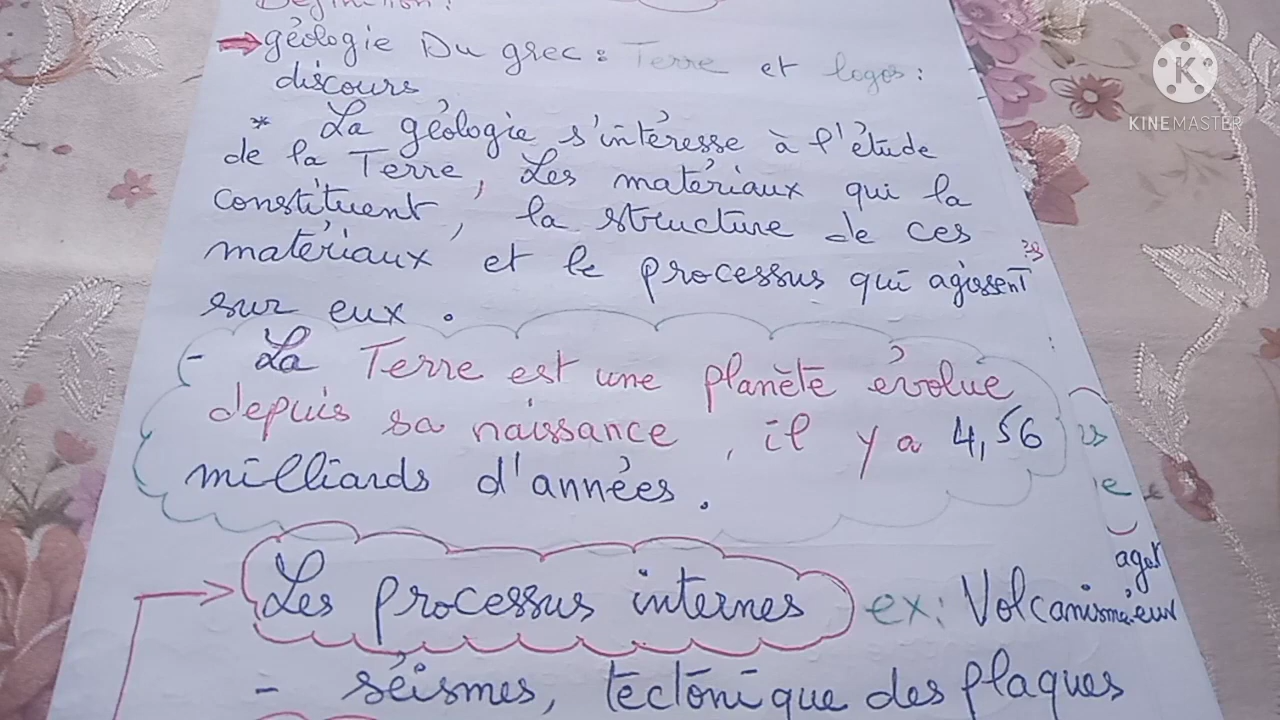 Définition:
géologie Du grec: Terre et logos:
discours
* La géologie s'intéresse à l'étude
de la Terre, Les matériaux qui la
constituent, la structure de ces
matériaux et le processus qui agissent
sur eux.
- La Terre est une planète évolue
depuis sa naissance, il y a 4,56
milliards d'années.
Les processus internes ex: Volcanisme
- séismes, tectonique des plaques
KINEMASTER